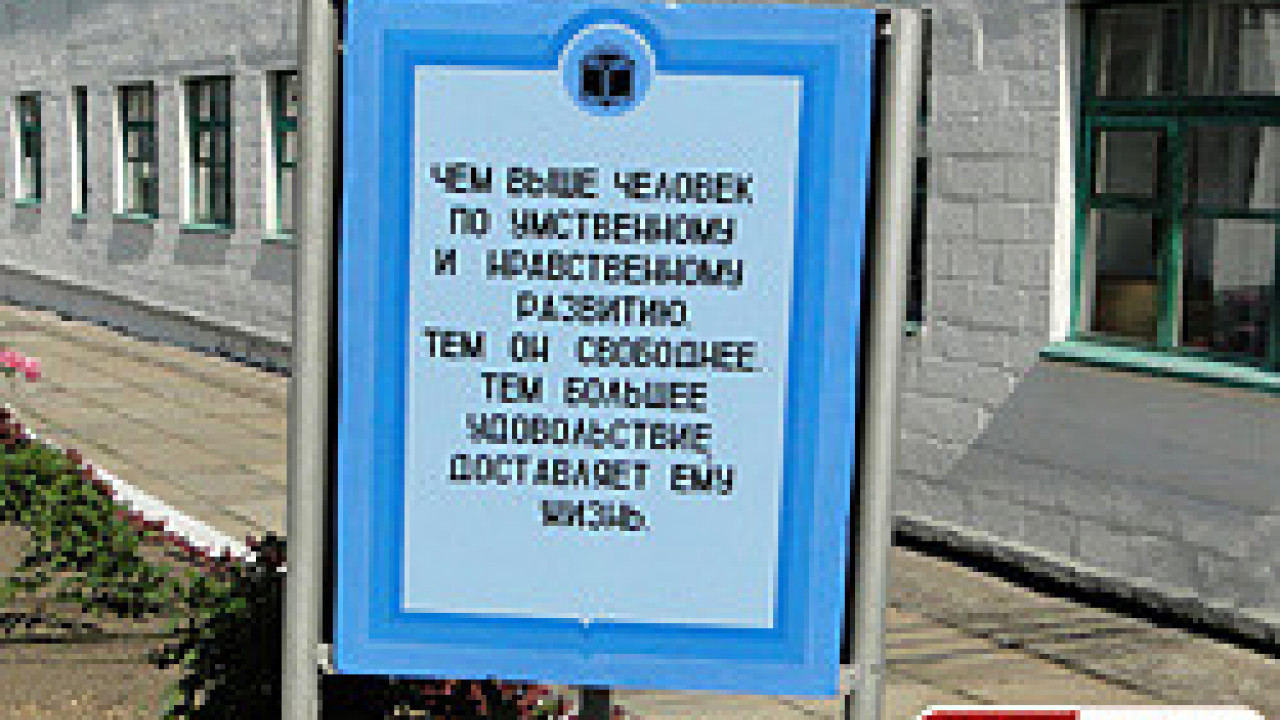 ЧЕМ ВЫШЕ ЧЕЛОВЕК
ПО УМСТВЕННОМУ
И НРАВСТВЕННОМУ
РАЗВИТИЮ,
ТЕМ ОН СВОБОДНЕЕ,
ТЕМ БОЛЬШЕЕ
УДОВОЛЬСТВИЕ
ДОСТАВЛЯЕТ ЕМУ
ЖИЗНЬ.